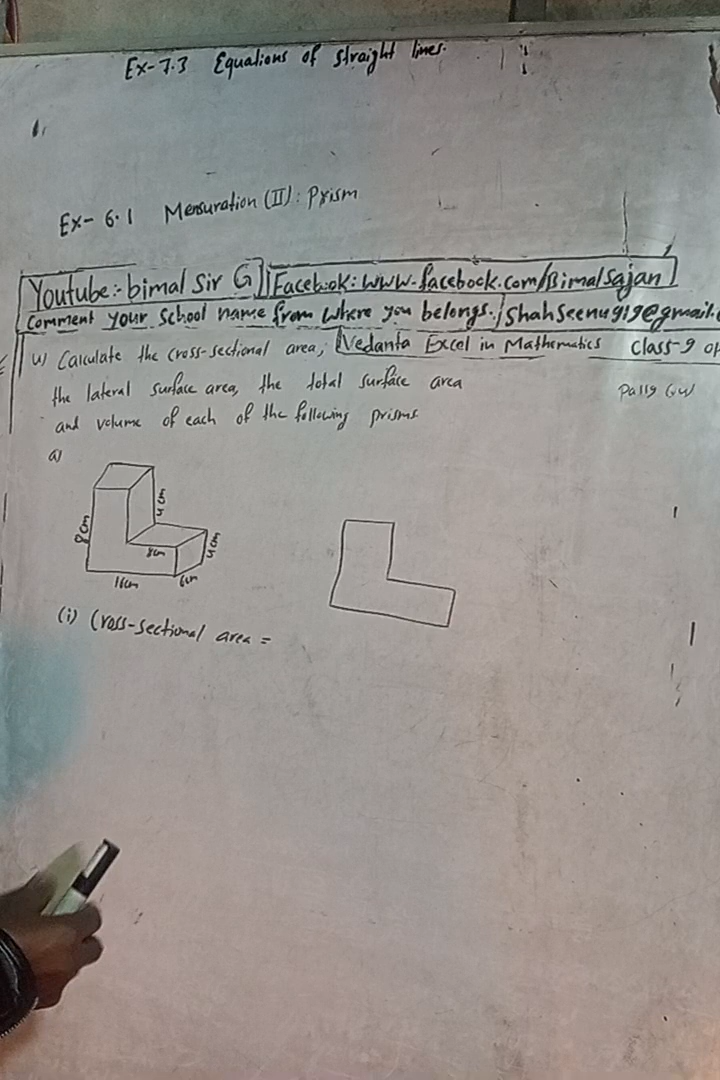 Ex-7.3 Equations of straight lines.
Ex- 6.1 Mensuration (II): Prism
Youtube:- bimal Sir G || Facebook: www.facebook.com/Bimalsajan
Comment your school name from where you belongs. / shahseenu919@gmail.
4) Calculate the cross-sectional area, Vedanta Excel in Mathematics Class-9 of
the lateral surface area, the total surface area
and volume of each of the following prisms
a)
8cm
4cm
8cm
4cm
16cm
6cm
(i) Cross-sectional area =